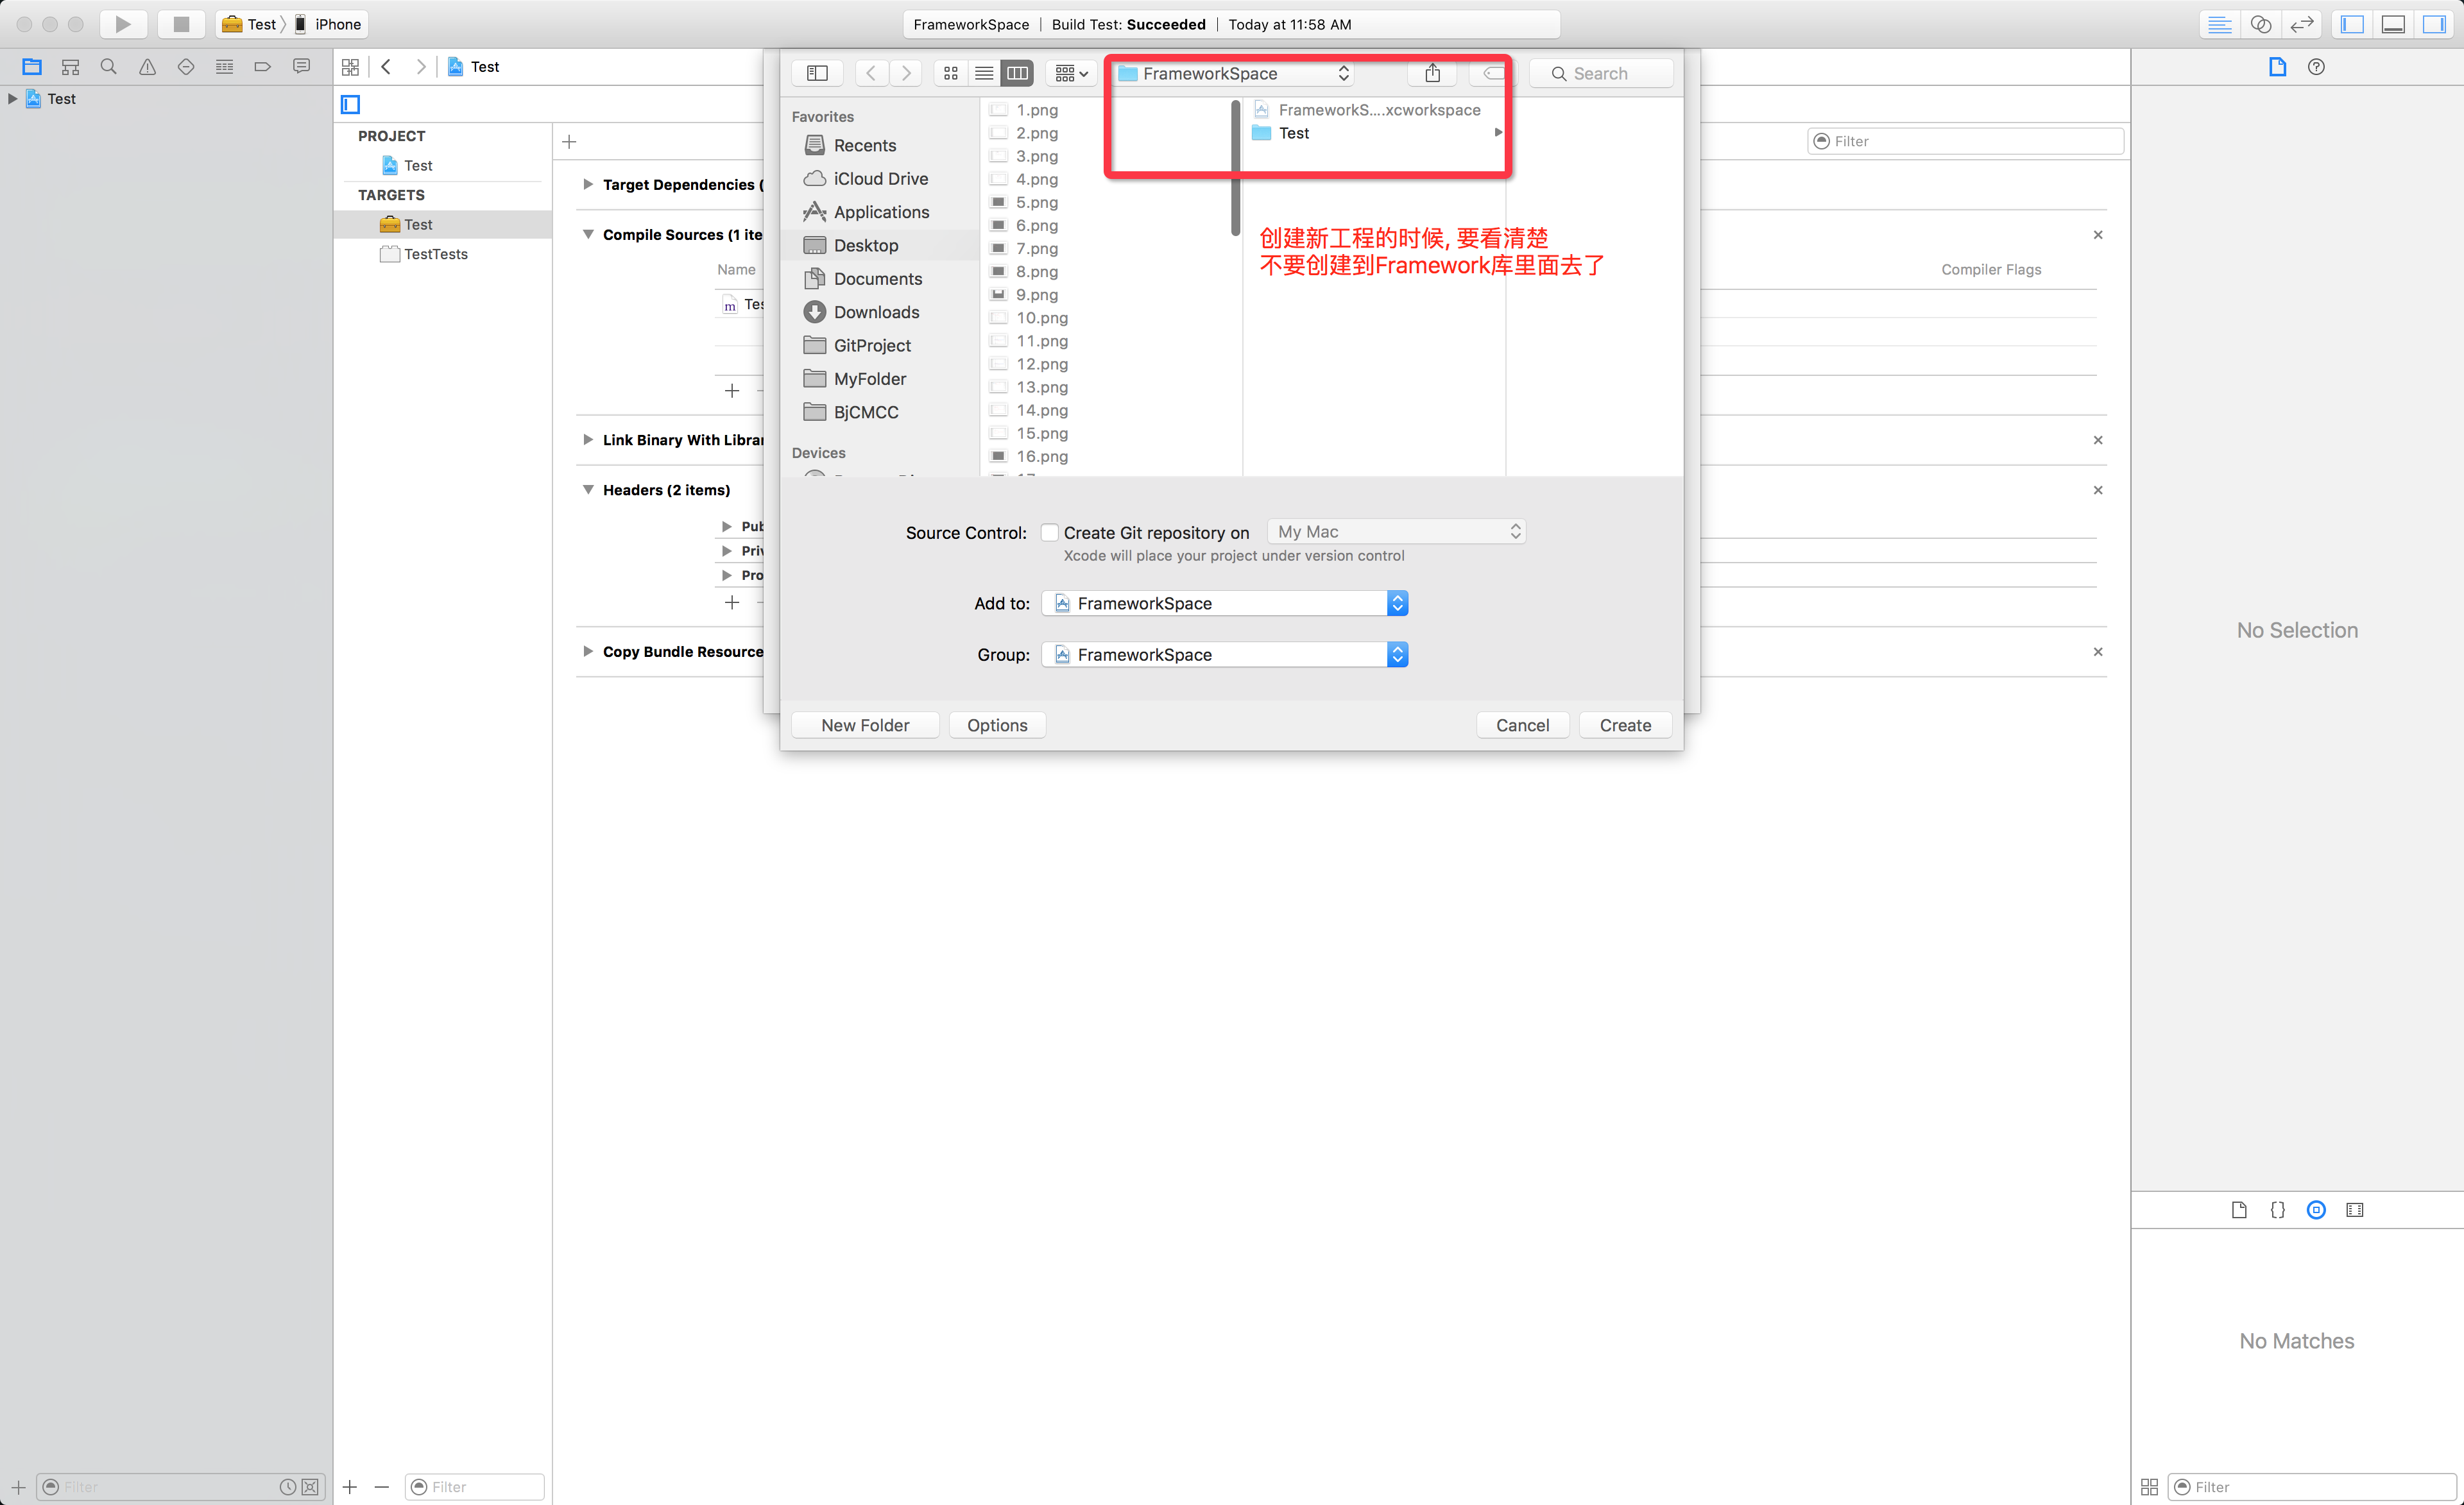 Test
iPhone
FrameworkSpace | Build Test: Succeeded | Today at 11:58 AM
Test
Test
PROJECT
Test
TARGETS
Test
TestTests
Target Dependencies (
Compile Sources (1 ite
Name
Compiler Flags
Tes
Link Binary With Librar
Headers (2 items)
Pub
Priv
Pro
Copy Bundle Resource
Filter
FrameworkSpace
Search
Favorites
Recents
iCloud Drive
Applications
Desktop
Documents
Downloads
GitProject
MyFolder
BjCMCC
Devices
1.png
2.png
3.png
4.png
5.png
6.png
7.png
8.png
9.png
10.png
11.png
12.png
13.png
14.png
15.png
16.png
FrameworkS....xcworkspace
Test
创建新工程的时候, 要看清楚
不要创建到Framework库里面去了
Source Control: Create Git repository on My Mac
Xcode will place your project under version control
Add to: FrameworkSpace
Group: FrameworkSpace
New Folder
Options
Cancel
Create
No Selection
No Matches
Filter
Filter
Filter